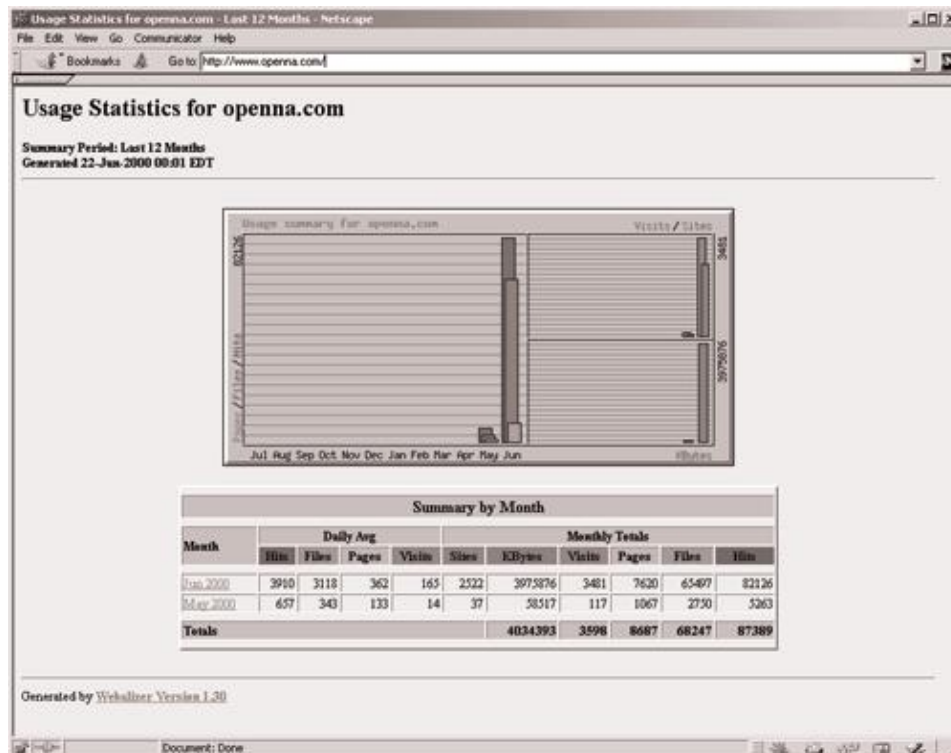 Usage Statistics for openna.com - Last 12 Months - Netscape
File Edit View Go Communicator Help
Bookmarks Go to: http://www.openna.com/
Usage Statistics for openna.com
Summary Period: Last 12 Months
Generated 22-Jun-2000 00:01 EDT
Usage summary for openna.com
Visits / Sites
82126
3481
Pages / Files / Hits
3975876
Jul Aug Sep Oct Nov Dec Jan Feb Mar Apr May Jun
KBytes
Summary by Month
Month Daily Avg Monthly Totals
Hits Files Pages Visits Sites KBytes Visits Pages Files Hits
Jun 2000 3910 3118 362 165 2522 3975876 3481 7620 65497 82126
May 2000 657 343 133 14 37 58517 117 1067 2750 5263
Totals 4034393 3598 8687 68247 87389
Generated by Webalizer Version 1.30
Document: Done